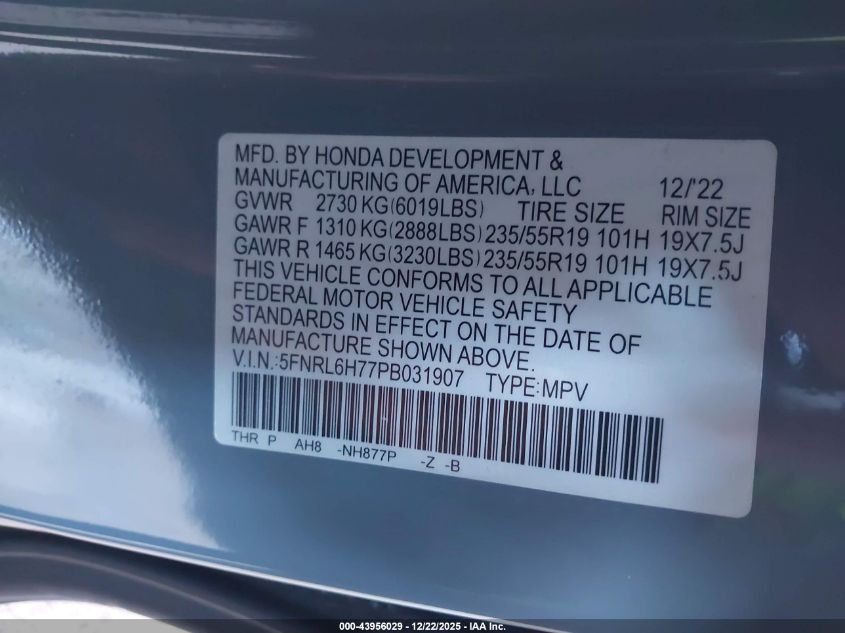 MFD. BY HONDA DEVELOPMENT &
MANUFACTURING OF AMERICA, LLC 12/'22
GVWR 2730 KG(6019LBS) TIRE SIZE RIM SIZE
GAWR F 1310 KG(2888LBS) 235/55R19 101H 19X7.5J
GAWR R 1465 KG(3230LBS) 235/55R19 101H 19X7.5J
THIS VEHICLE CONFORMS TO ALL APPLICABLE
FEDERAL MOTOR VEHICLE SAFETY
STANDARDS IN EFFECT ON THE DATE OF
MANUFACTURE SHOWN ABOVE.
V.I.N.:5FNRL6H77PB031907 TYPE:MPV
THR P AH8 -NH877P -Z -B
000-43956029 - 12/22/2025 - IAA Inc.